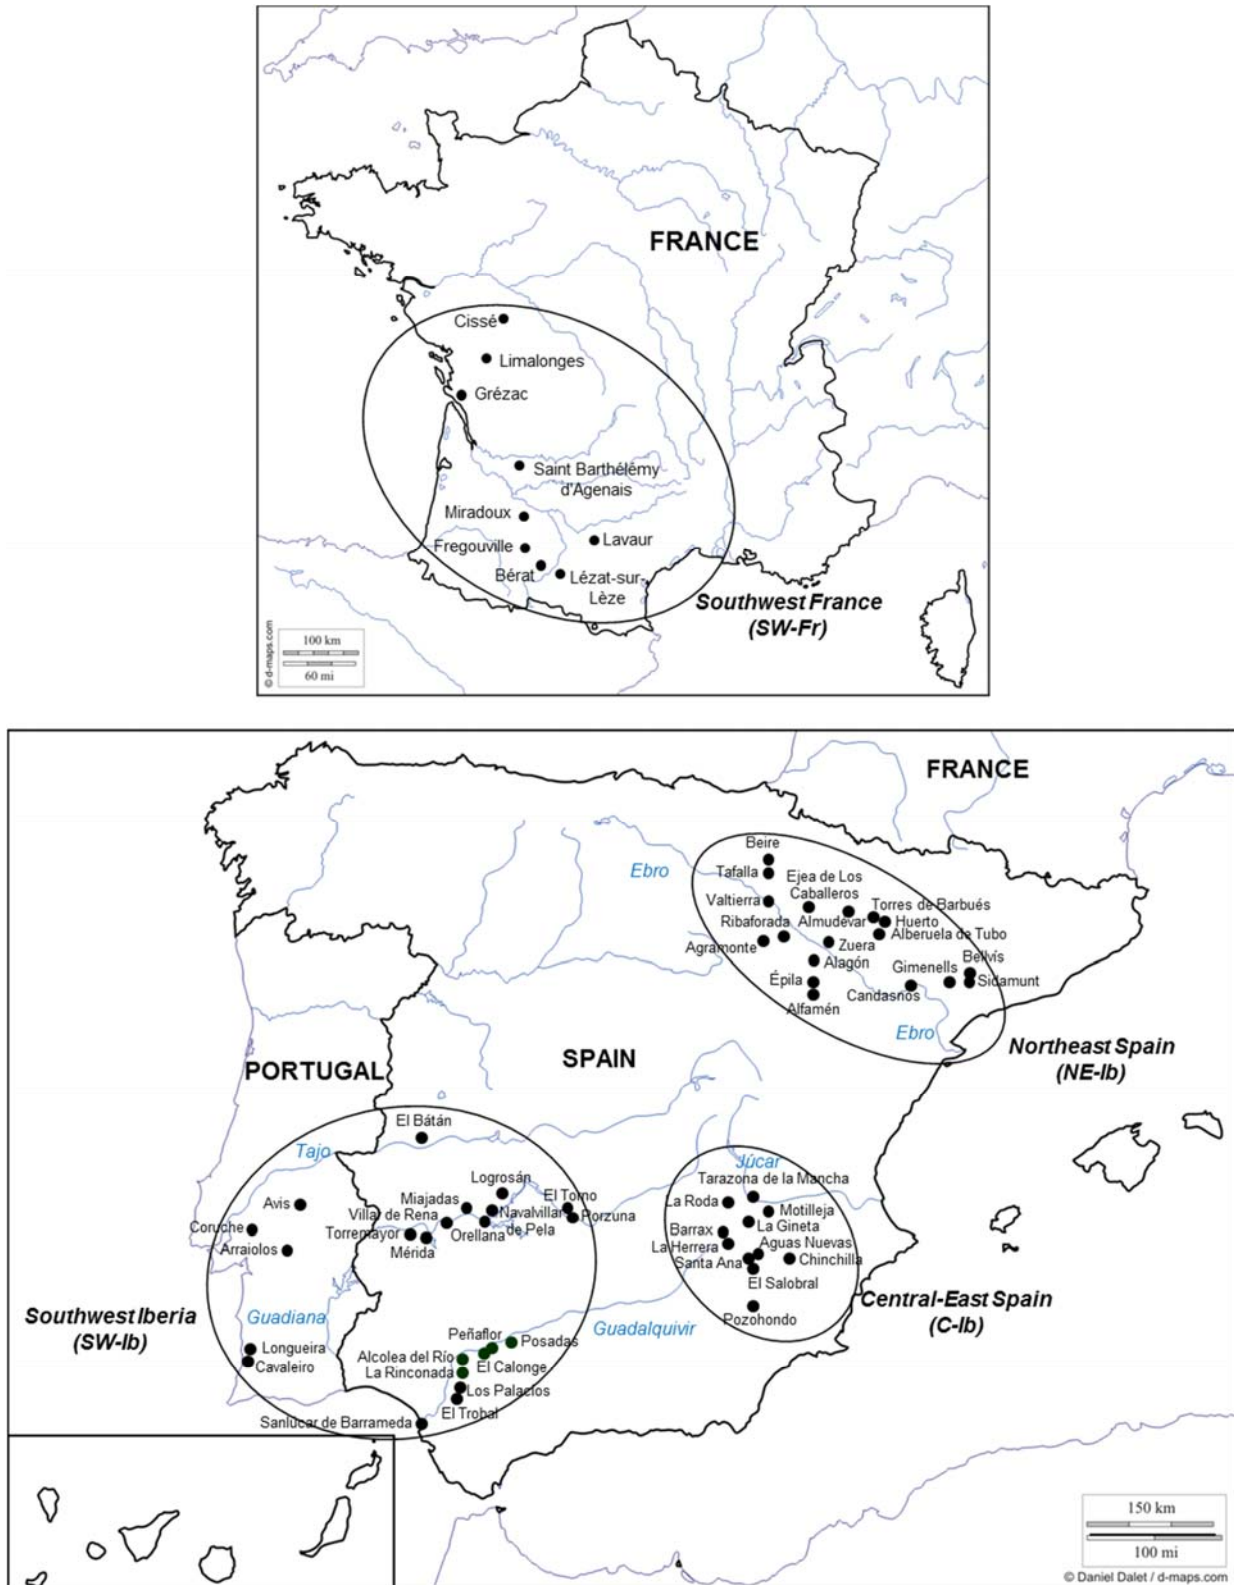 FRANCE
Cissé
Limalonges
Grézac
Saint Barthélémy
d'Agenais
Miradoux
Lavaur
Fregouville
Bérat
Lézat-sur-
Lèze
Southwest France
(SW-Fr)
100 km
60 mi
© d-maps.com
FRANCE
Beire
Ebro
Tafalla
Ejea de Los
Caballeros
Valtierra
Torres de Barbués
Ribaforada
Almudevar
Huerto
Alberuela de Tubo
Agramonte
Zuera
Alagón
Gimenells
Bellvís
Épila
Sidamunt
Candasnos
Alfamén
Ebro
Northeast Spain
(NE-Ib)
PORTUGAL
SPAIN
El Bátán
Tajo
Júcar
Logrosán
Tarazona de la Mancha
Avis
Miajadas
El Torno
La Roda
Villar de Rena
Navalvillar
de Pela
Porzuna
Motilleja
Coruche
Torremayor
Orellana
La Gineta
Barrax
Arraiolos
Mérida
La Herrera
Aguas Nuevas
Santa Ana
Chinchilla
El Salobral
Southwest Iberia
(SW-Ib)
Guadiana
Guadalquivir
Pozohondo
Central-East Spain
(C-Ib)
Peñaflor
Posadas
Longueira
Alcolea del Río
El Calonge
Cavaleiro
La Rinconada
Los Palacios
El Trobal
Sanlúcar de Barrameda
150 km
100 mi
© Daniel Dalet / d-maps.com